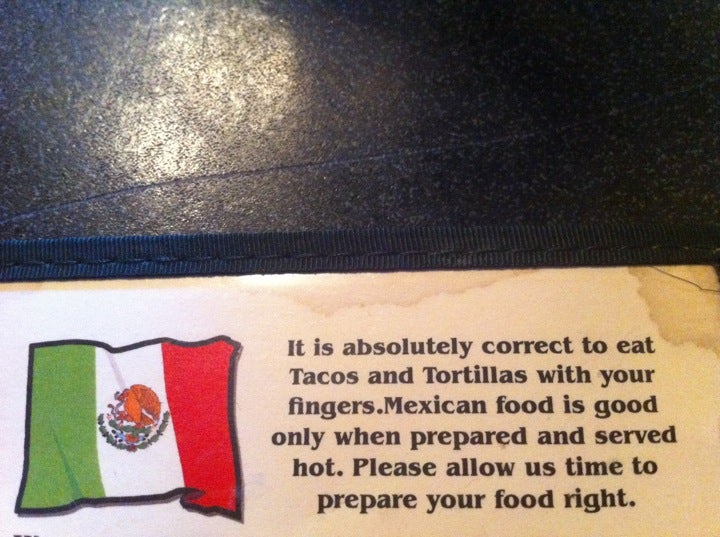 It is absolutely correct to eat
Tacos and Tortillas with your
fingers.Mexican food is good
only when prepared and served
hot. Please allow us time to
prepare your food right.